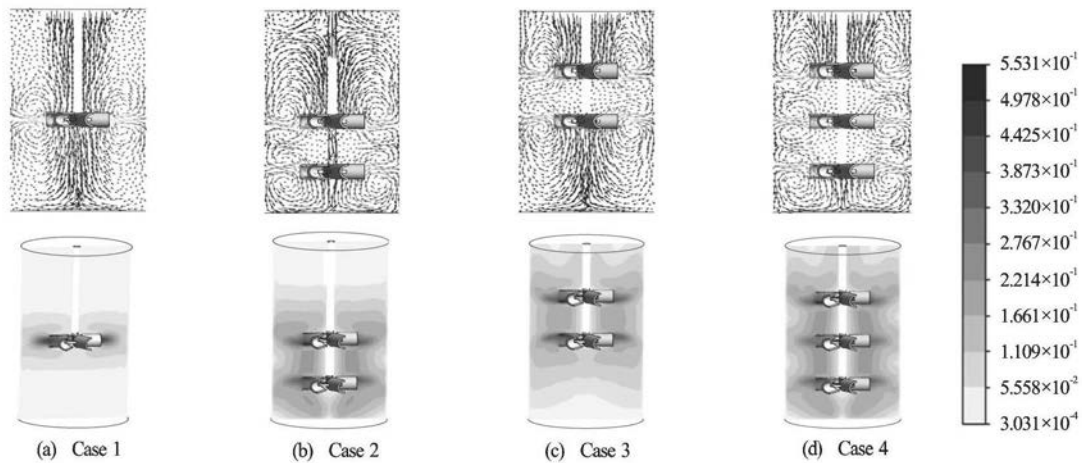 5.531×10⁻¹
4.978×10⁻¹
4.425×10⁻¹
3.873×10⁻¹
3.320×10⁻¹
2.767×10⁻¹
2.214×10⁻¹
1.661×10⁻¹
1.109×10⁻¹
5.558×10⁻²
3.031×10⁻⁴
(a) Case 1
(b) Case 2
(c) Case 3
(d) Case 4